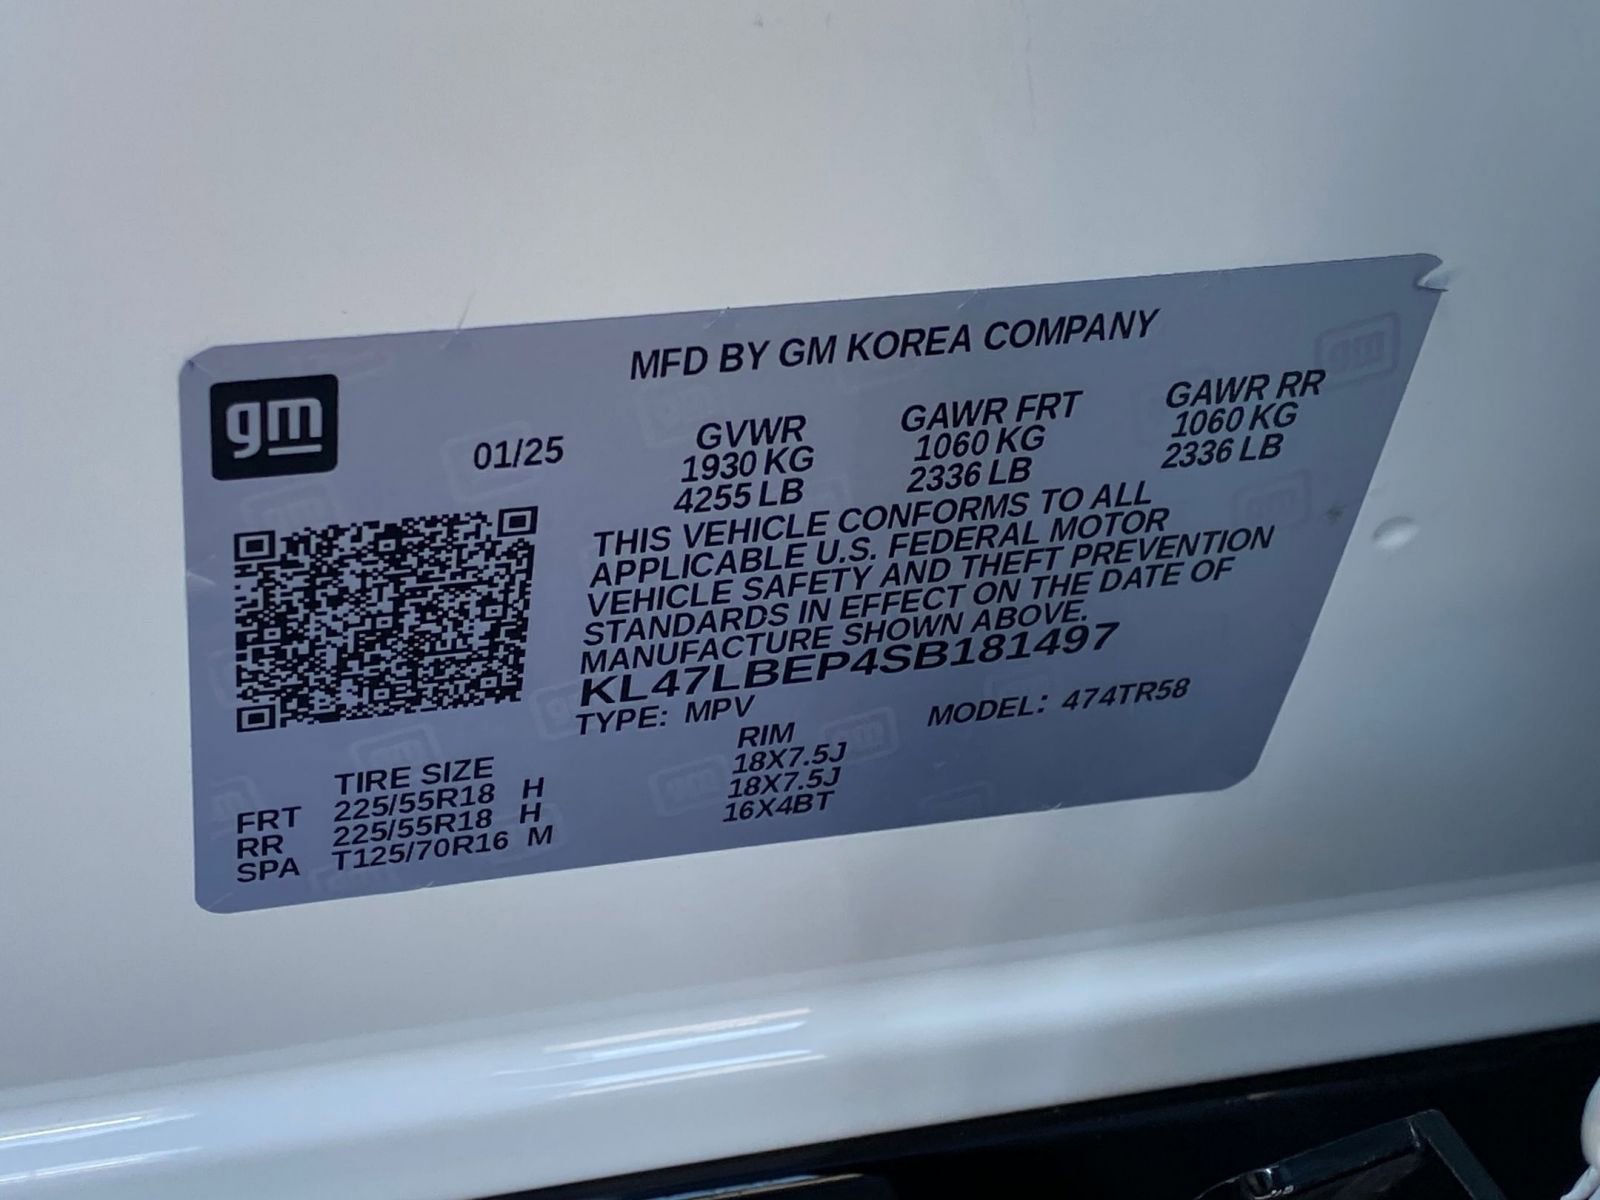 MFD BY GM KOREA COMPANY
gm
01/25
GVWR GAWR FRT GAWR RR
1930 KG 1060 KG 1060 KG
4255 LB 2336 LB 2336 LB
THIS VEHICLE CONFORMS TO ALL
APPLICABLE U.S. FEDERAL MOTOR
VEHICLE SAFETY AND THEFT PREVENTION
STANDARDS IN EFFECT ON THE DATE OF
MANUFACTURE SHOWN ABOVE.
KL47LBEP4SB181497
TYPE: MPV MODEL: 474TR58
TIRE SIZE RIM
FRT 225/55R18 H 18X7.5J
RR 225/55R18 H 18X7.5J
SPA T125/70R16 M 16X4BT